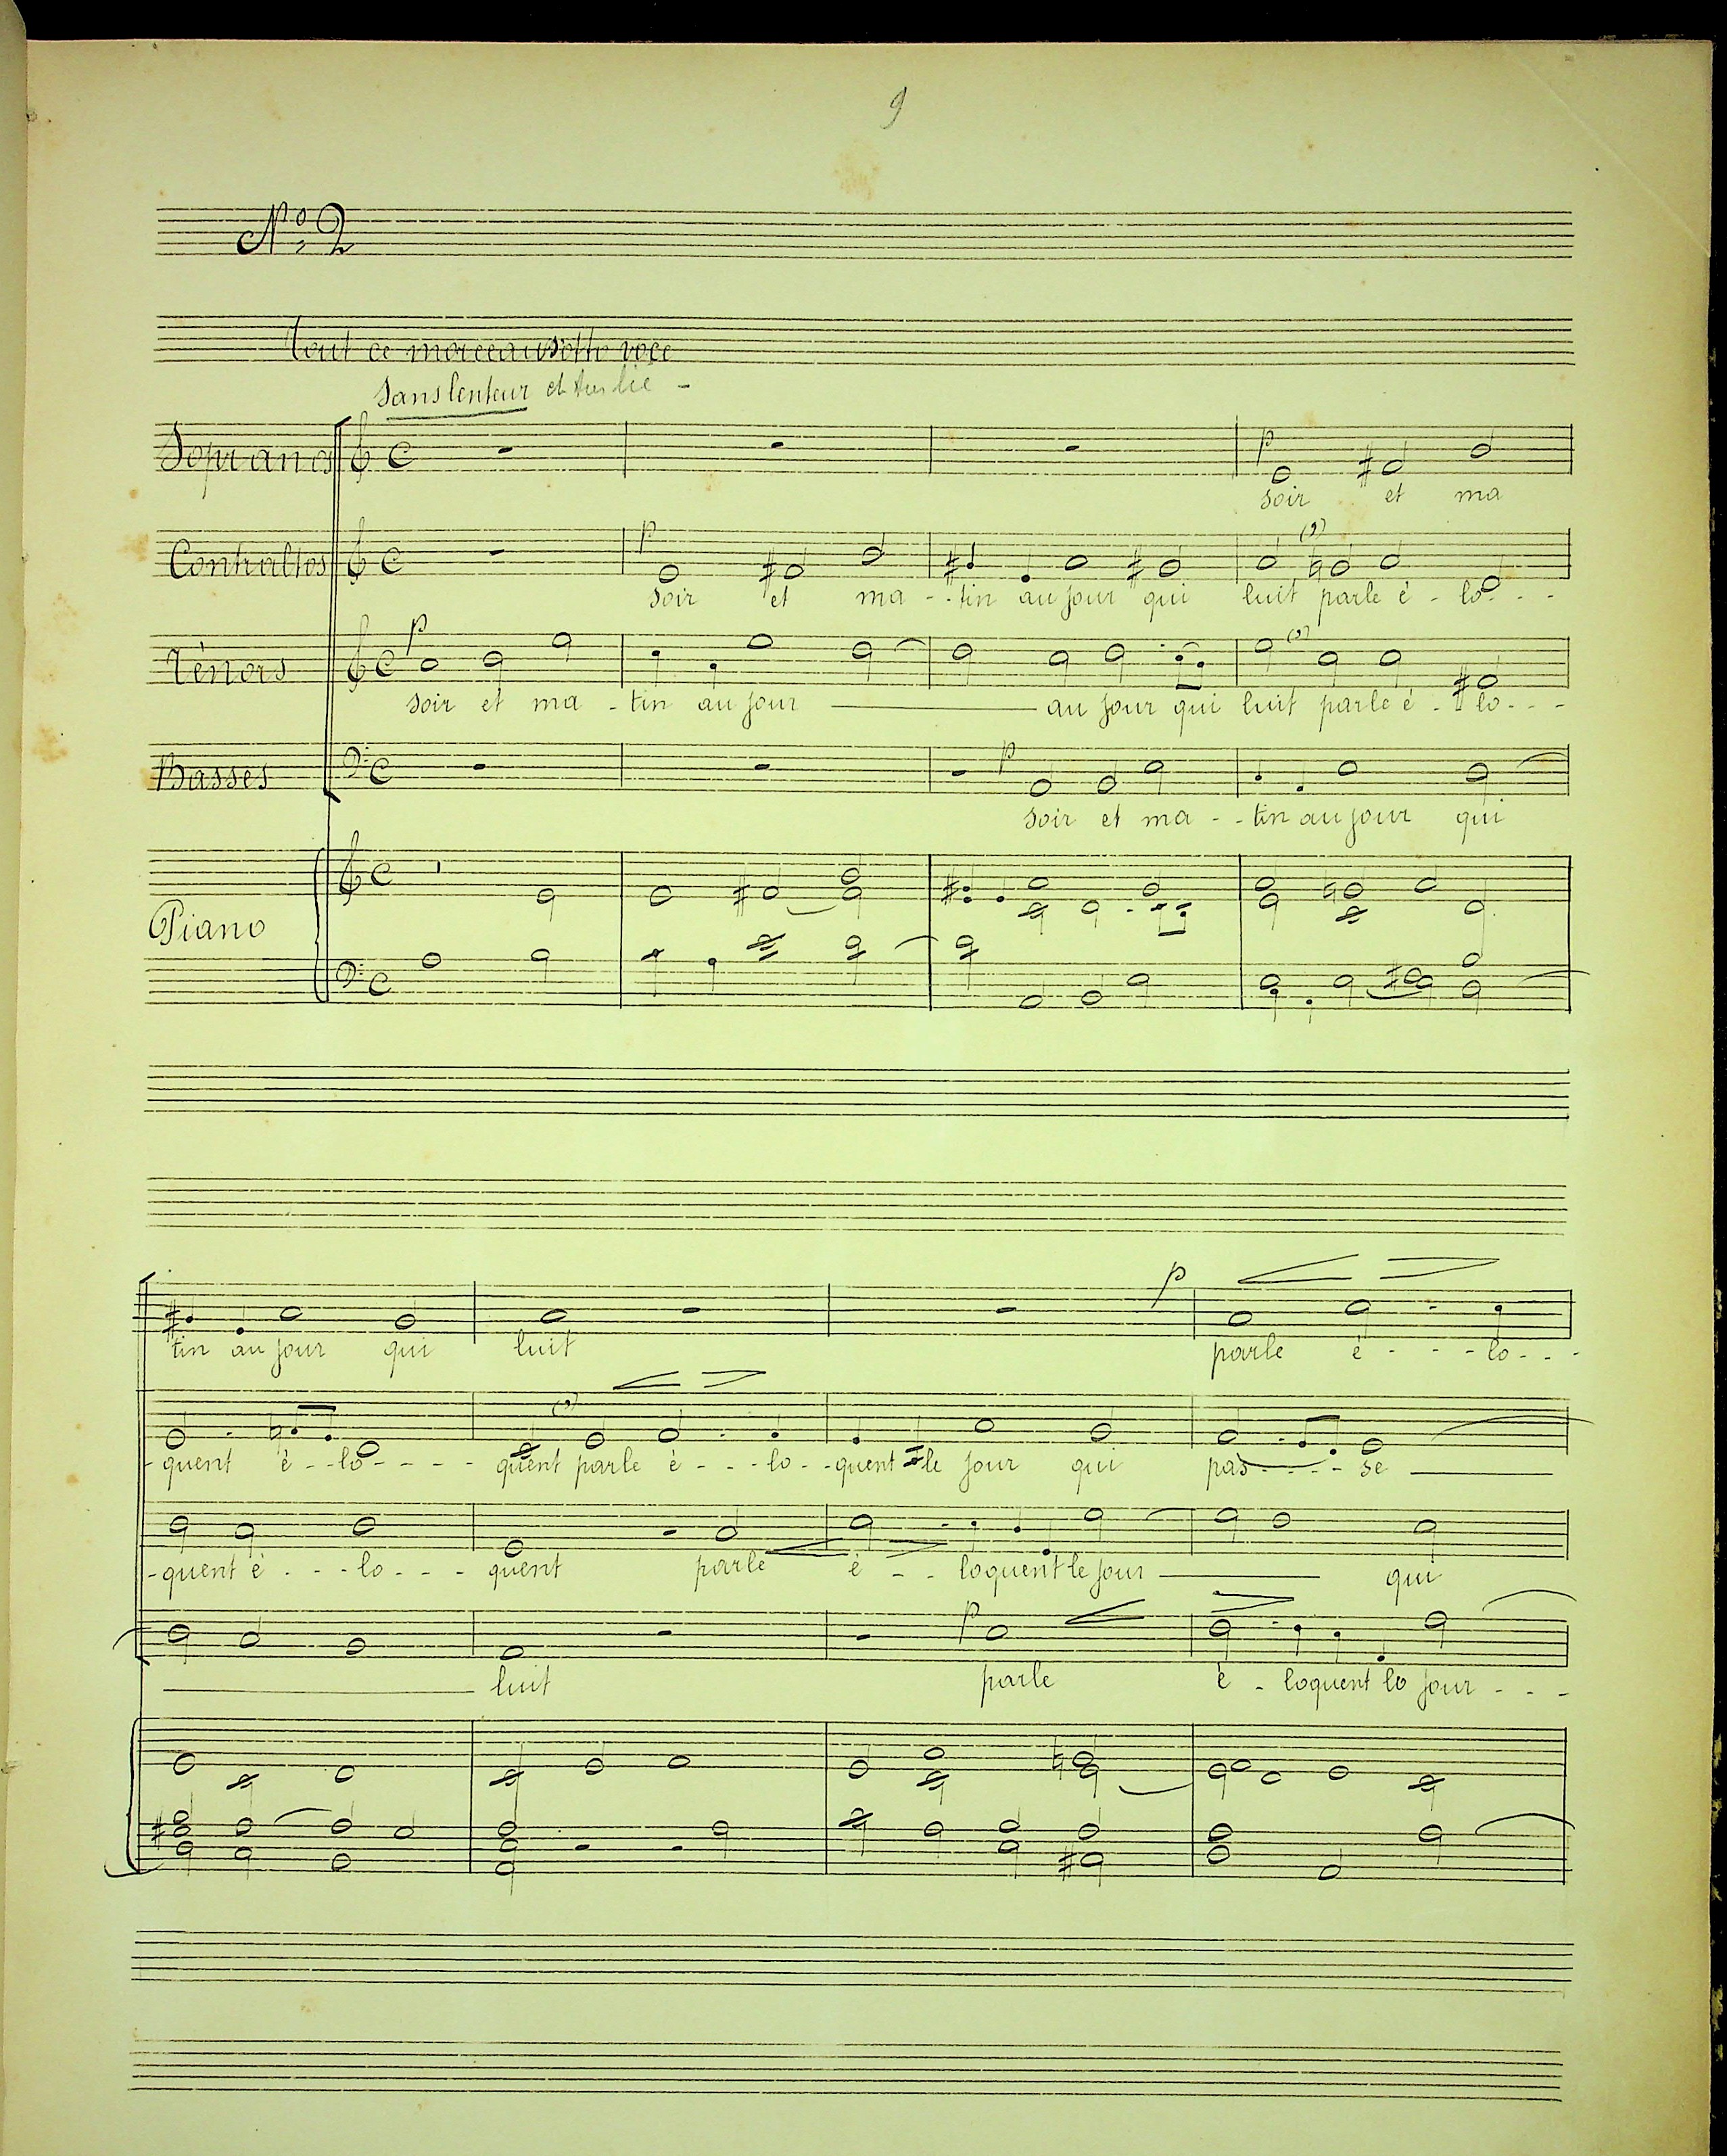 9
No. 2
Tout ce morceau sotto voce
Sans lenteur et très lié -
Sopranos p
soir et ma
Contraltos p
soir et ma - - tin au jour qui luit parle é - lo - - -
Ténors p
soir et ma - tin au jour au jour qui luit parle é - lo - - -
Basses p
soir et ma - - tin au jour qui
Piano
p
tin au jour qui luit parle é - - - lo - - -
- quent é - - lo - - - - quent parle é - - - lo - - quent le jour qui pas - - - - se
- quent é - - - lo - - - quent parle é - - loquent le jour qui
p
luit parle é - loquent le jour - - -